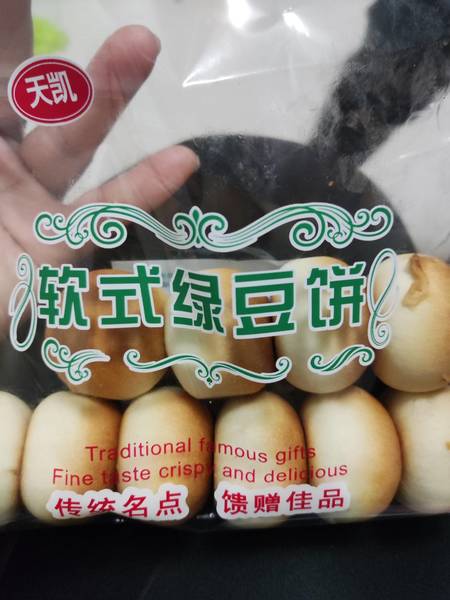 天凯
软式绿豆饼
Traditional famous gifts
Fine taste crispy and delicious
传统名点 馈赠佳品